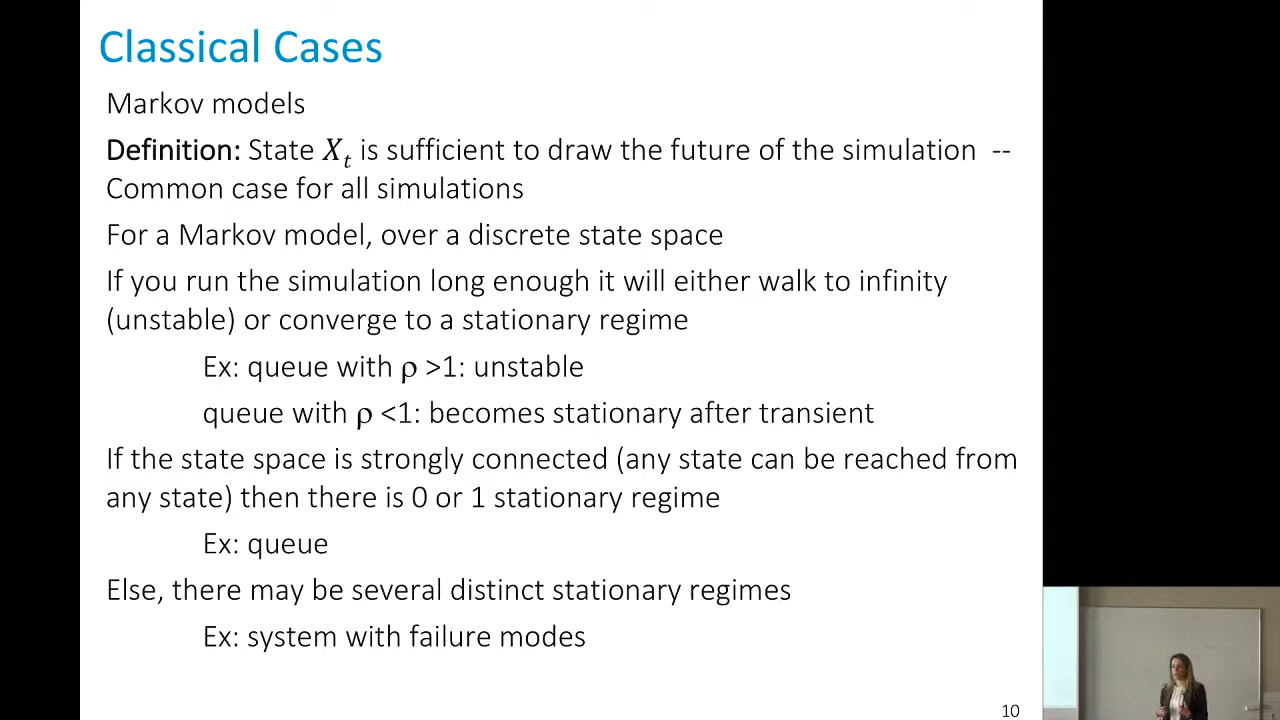 Classical Cases
Markov models
Definition: State Xₜ is sufficient to draw the future of the simulation --
Common case for all simulations
For a Markov model, over a discrete state space
If you run the simulation long enough it will either walk to infinity
(unstable) or converge to a stationary regime
Ex: queue with ρ >1: unstable
queue with ρ <1: becomes stationary after transient
If the state space is strongly connected (any state can be reached from
any state) then there is 0 or 1 stationary regime
Ex: queue
Else, there may be several distinct stationary regimes
Ex: system with failure modes
10